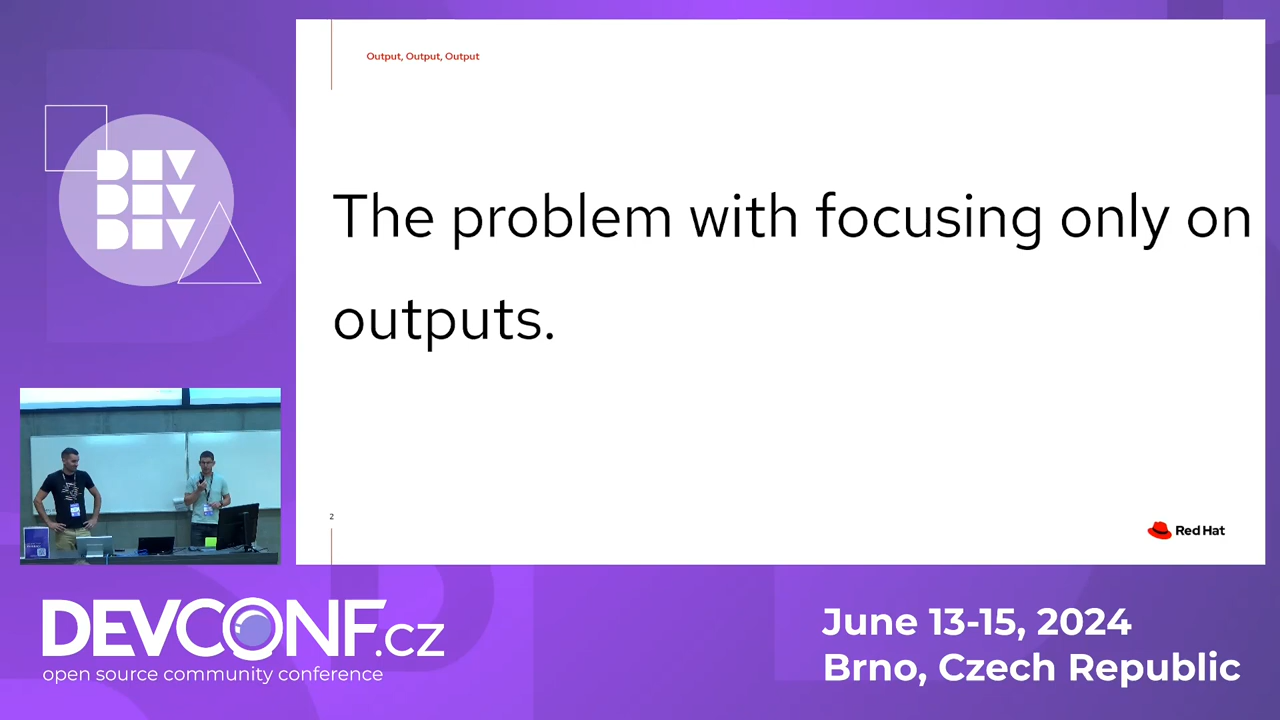 Output, Output, Output
DEV
DEV
DEV
The problem with focusing only on
outputs.
2
Red Hat
DEVCONF.cz
open source community conference
June 13-15, 2024
Brno, Czech Republic